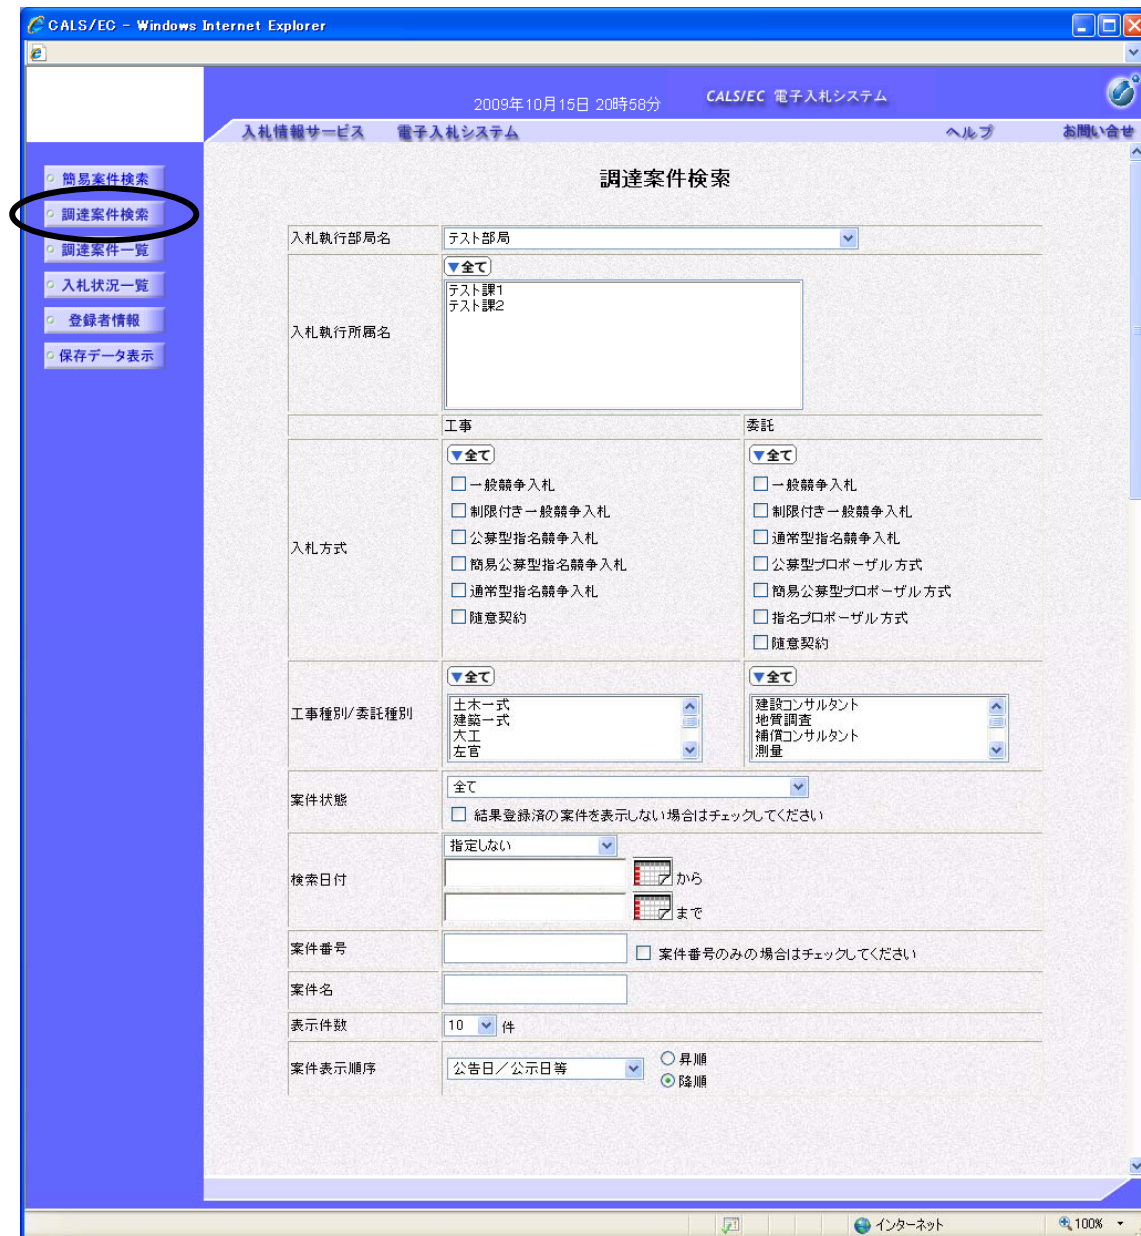 CALS/EC - Windows Internet Explorer
2009年10月15日 20時58分
CALS/EC 電子入札システム
入札情報サービス 電子入札システム ヘルプ お問い合せ
簡易案件検索
調達案件検索
調達案件一覧
入札状況一覧
登録者情報
保存データ表示
調達案件検索
入札執行部局名 テスト部局
▼全て
入札執行所属名
テスト課1
テスト課2
工事 委託
入札方式
▼全て ▼全て
一般競争入札 一般競争入札
制限付き一般競争入札 制限付き一般競争入札
公募型指名競争入札 通常型指名競争入札
簡易公募型指名競争入札 公募型プロポーザル方式
通常型指名競争入札 簡易公募型プロポーザル方式
随意契約 指名プロポーザル方式
随意契約
▼全て ▼全て
工事種別/委託種別
土木一式 建設コンサルタント
建築一式 地質調査
大工 補償コンサルタント
左官 測量
案件状態 全て
結果登録済の案件を表示しない場合はチェックしてください
検索日付 指定しない
から
まで
案件番号 案件番号のみの場合はチェックしてください
案件名
表示件数 10 件
案件表示順序 公告日/公示日等 昇順
降順
インターネット 100%